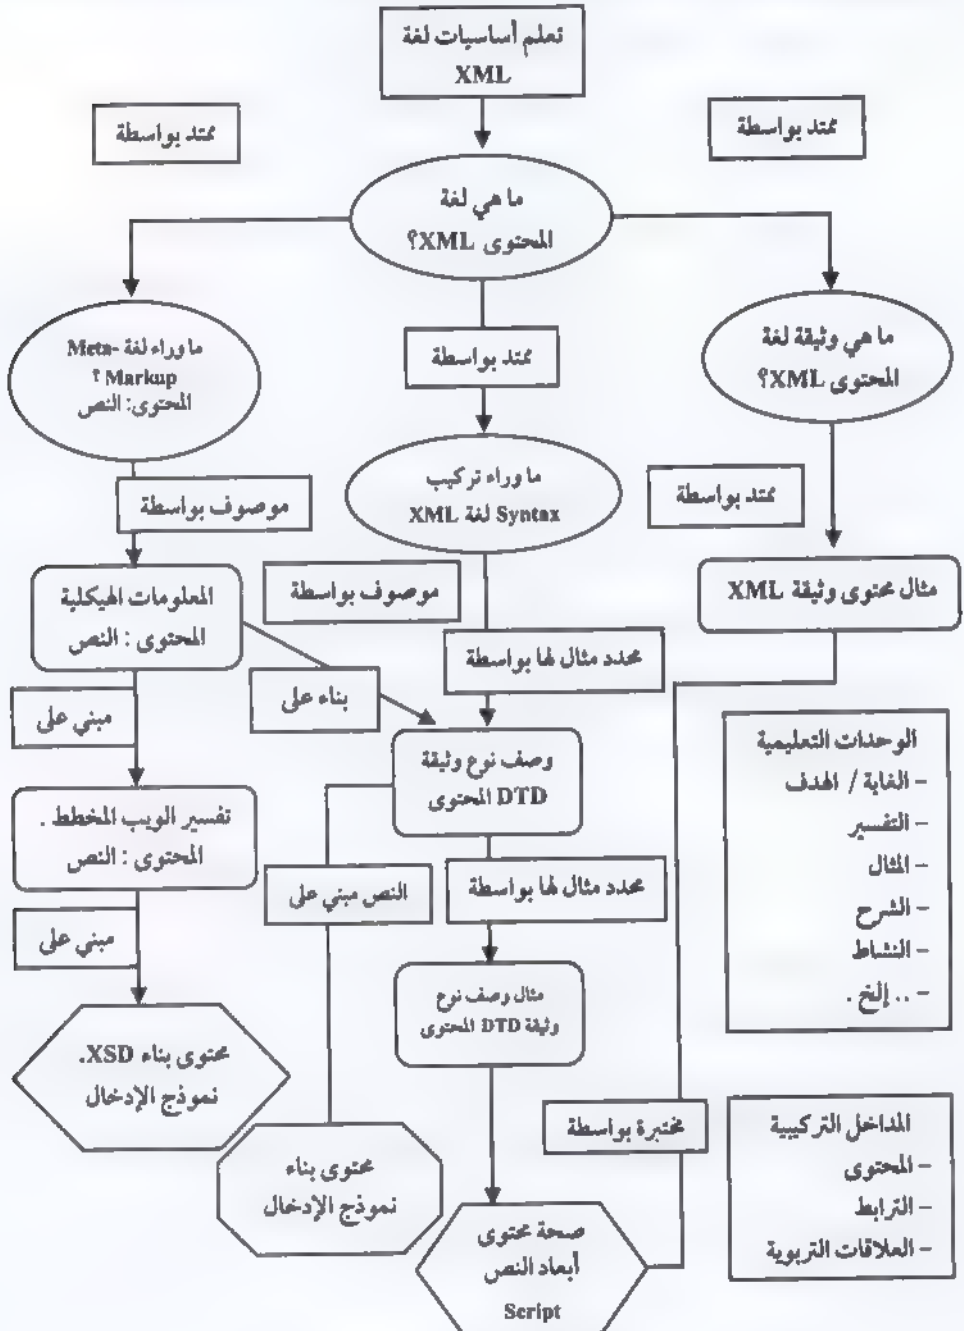 تعلم أساسيات لغة
XML
ممتد بواسطة
ممتد بواسطة
ما هي لغة
المحتوى XML؟
ما هي وثيقة لغة
المحتوى XML؟
ممتد بواسطة
ما وراء لغة Meta-
Markup ؟
المحتوى: النص
ما وراء تركيب
Syntax لغة XML
ممتد بواسطة
موصوف بواسطة
مثال محتوى وثيقة XML
موصوف بواسطة
المعلومات الهيكلية
المحتوى : النص
محدد مثال لها بواسطة
بناء على
مبني على
وصف نوع وثيقة
DTD المحتوى
الوحدات التعليمية
– الغاية / الهدف
– التفسير
– المثال
– الشرح
– النشاط
– .. إلخ .
تفسير الويب المخطط .
المحتوى : النص
محدد مثال لها بواسطة
النص مبني على
مبني على
مثال وصف نوع
وثيقة DTD المحتوى
محتوى بناء XSD.
نموذج الإدخال
مختبرة بواسطة
المداخل التركيبية
– المحتوى
– الترابط
– العلاقات التربوية
محتوى بناء
نموذج الإدخال
صحة محتوى
أبعاد النص
Script